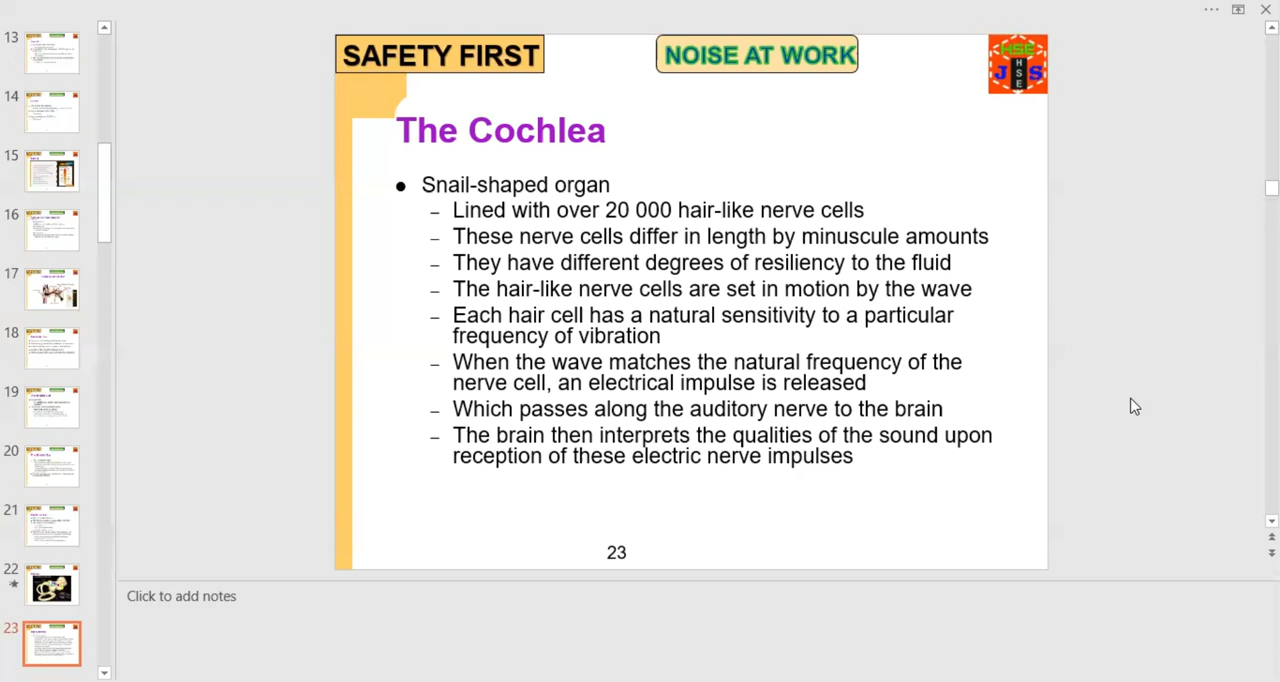 SAFETY FIRST
NOISE AT WORK
HSE
J S
H
S
E
The Cochlea
● Snail-shaped organ
– Lined with over 20 000 hair-like nerve cells
– These nerve cells differ in length by minuscule amounts
– They have different degrees of resiliency to the fluid
– The hair-like nerve cells are set in motion by the wave
– Each hair cell has a natural sensitivity to a particular
frequency of vibration
– When the wave matches the natural frequency of the
nerve cell, an electrical impulse is released
– Which passes along the auditory nerve to the brain
– The brain then interprets the qualities of the sound upon
reception of these electric nerve impulses
23
Click to add notes
13
14
15
16
17
18
19
20
21
22
23